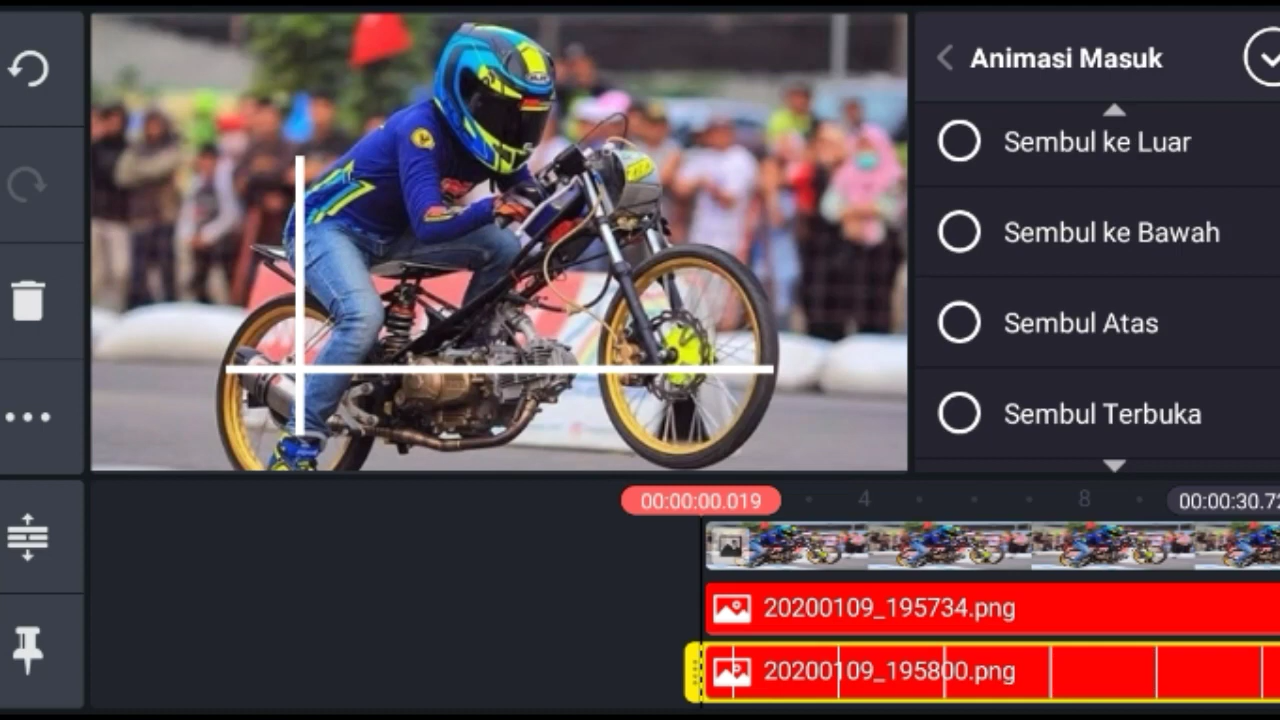 Animasi Masuk
Sembul ke Luar
Sembul ke Bawah
Sembul Atas
Sembul Terbuka
00:00:00.019
4
8
00:00:30.72
20200109_195734.png
20200109_195800.png